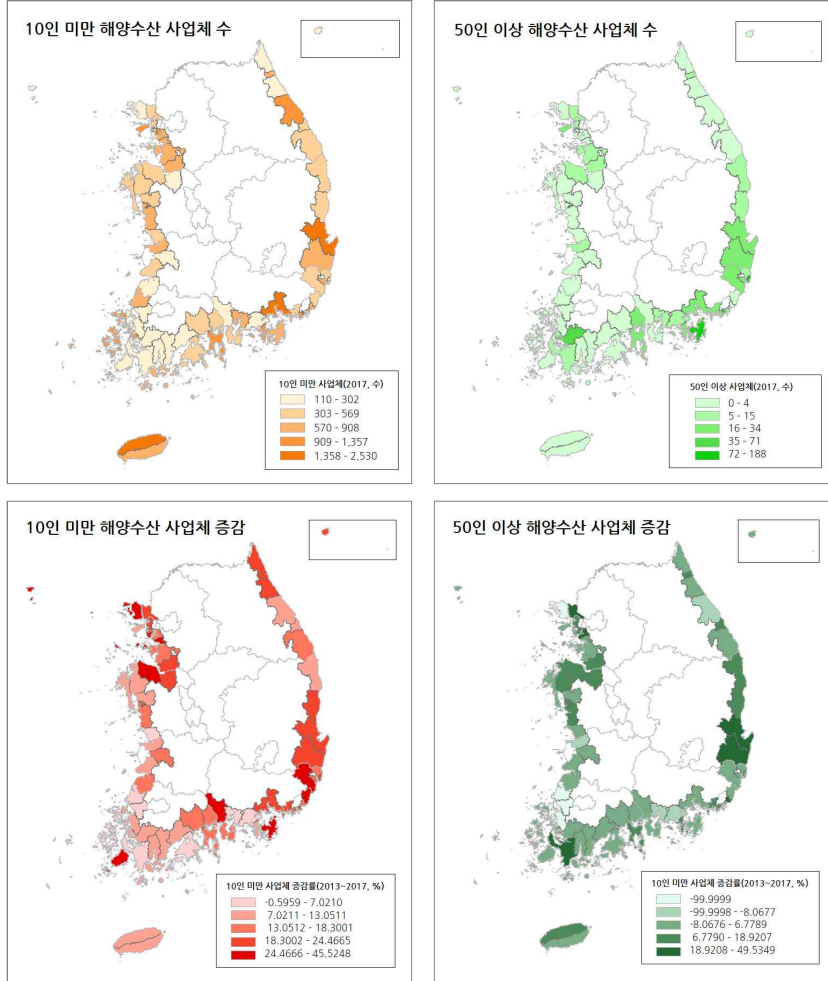 10인 미만 해양수산 사업체 수
10인 미만 사업체(2017, 수)
110 - 302
303 - 569
570 - 908
909 - 1,357
1,358 - 2,530
50인 이상 해양수산 사업체 수
50인 이상 사업체(2017, 수)
0 - 4
5 - 15
16 - 34
35 - 71
72 - 188
10인 미만 해양수산 사업체 증감
10인 미만 사업체 증감률(2013~2017, %)
-0.5959 - 7.0210
7.0211 - 13.0511
13.0512 - 18.3001
18.3002 - 24.4665
24.4666 - 45.5248
50인 이상 해양수산 사업체 증감
10인 미만 사업체 증감률(2013~2017, %)
-99.9999
-99.9998 - -8.0677
-8.0676 - 6.7789
6.7790 - 18.9207
18.9208 - 49.5349